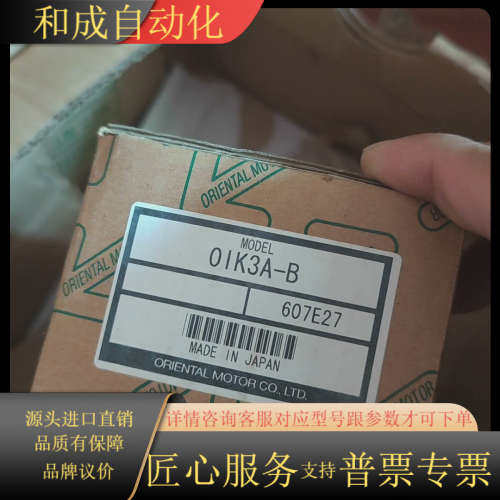 和成自动化
ORIENTAL MOTOR
MODEL
OIK3A-B
607E27
MADE IN JAPAN
ORIENTAL MOTOR CO., LTD.
ORIENTAL MOTOR
源头进口直销
品质有保障
品牌议价
详情咨询客服对应型号跟参数才可下单
匠心服务支持普票专票